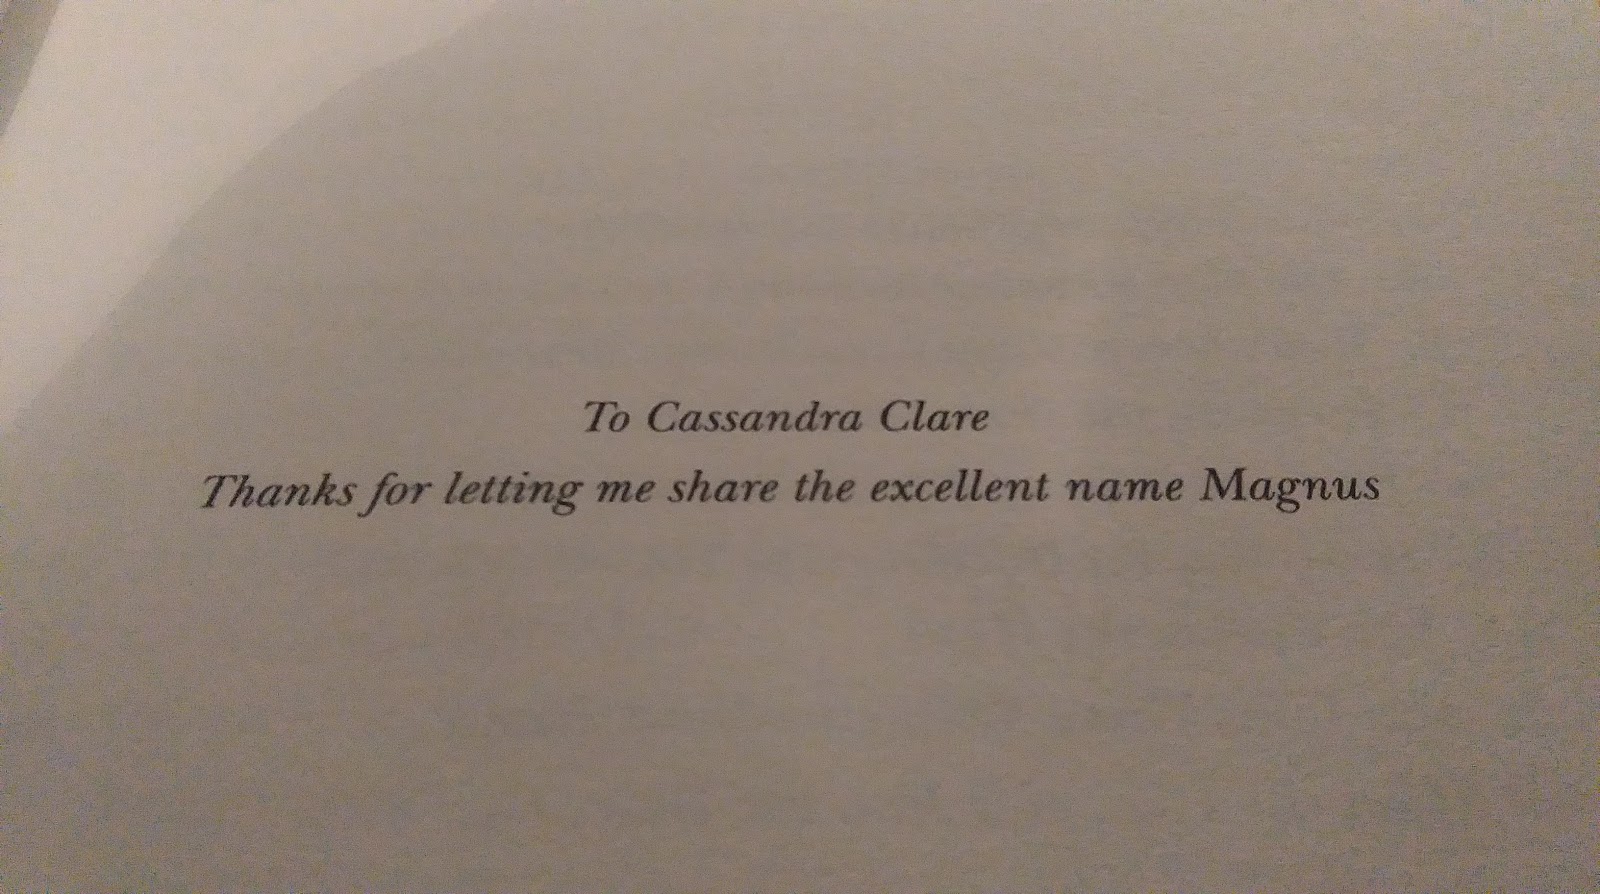 To Cassandra Clare
Thanks for letting me share the excellent name Magnus